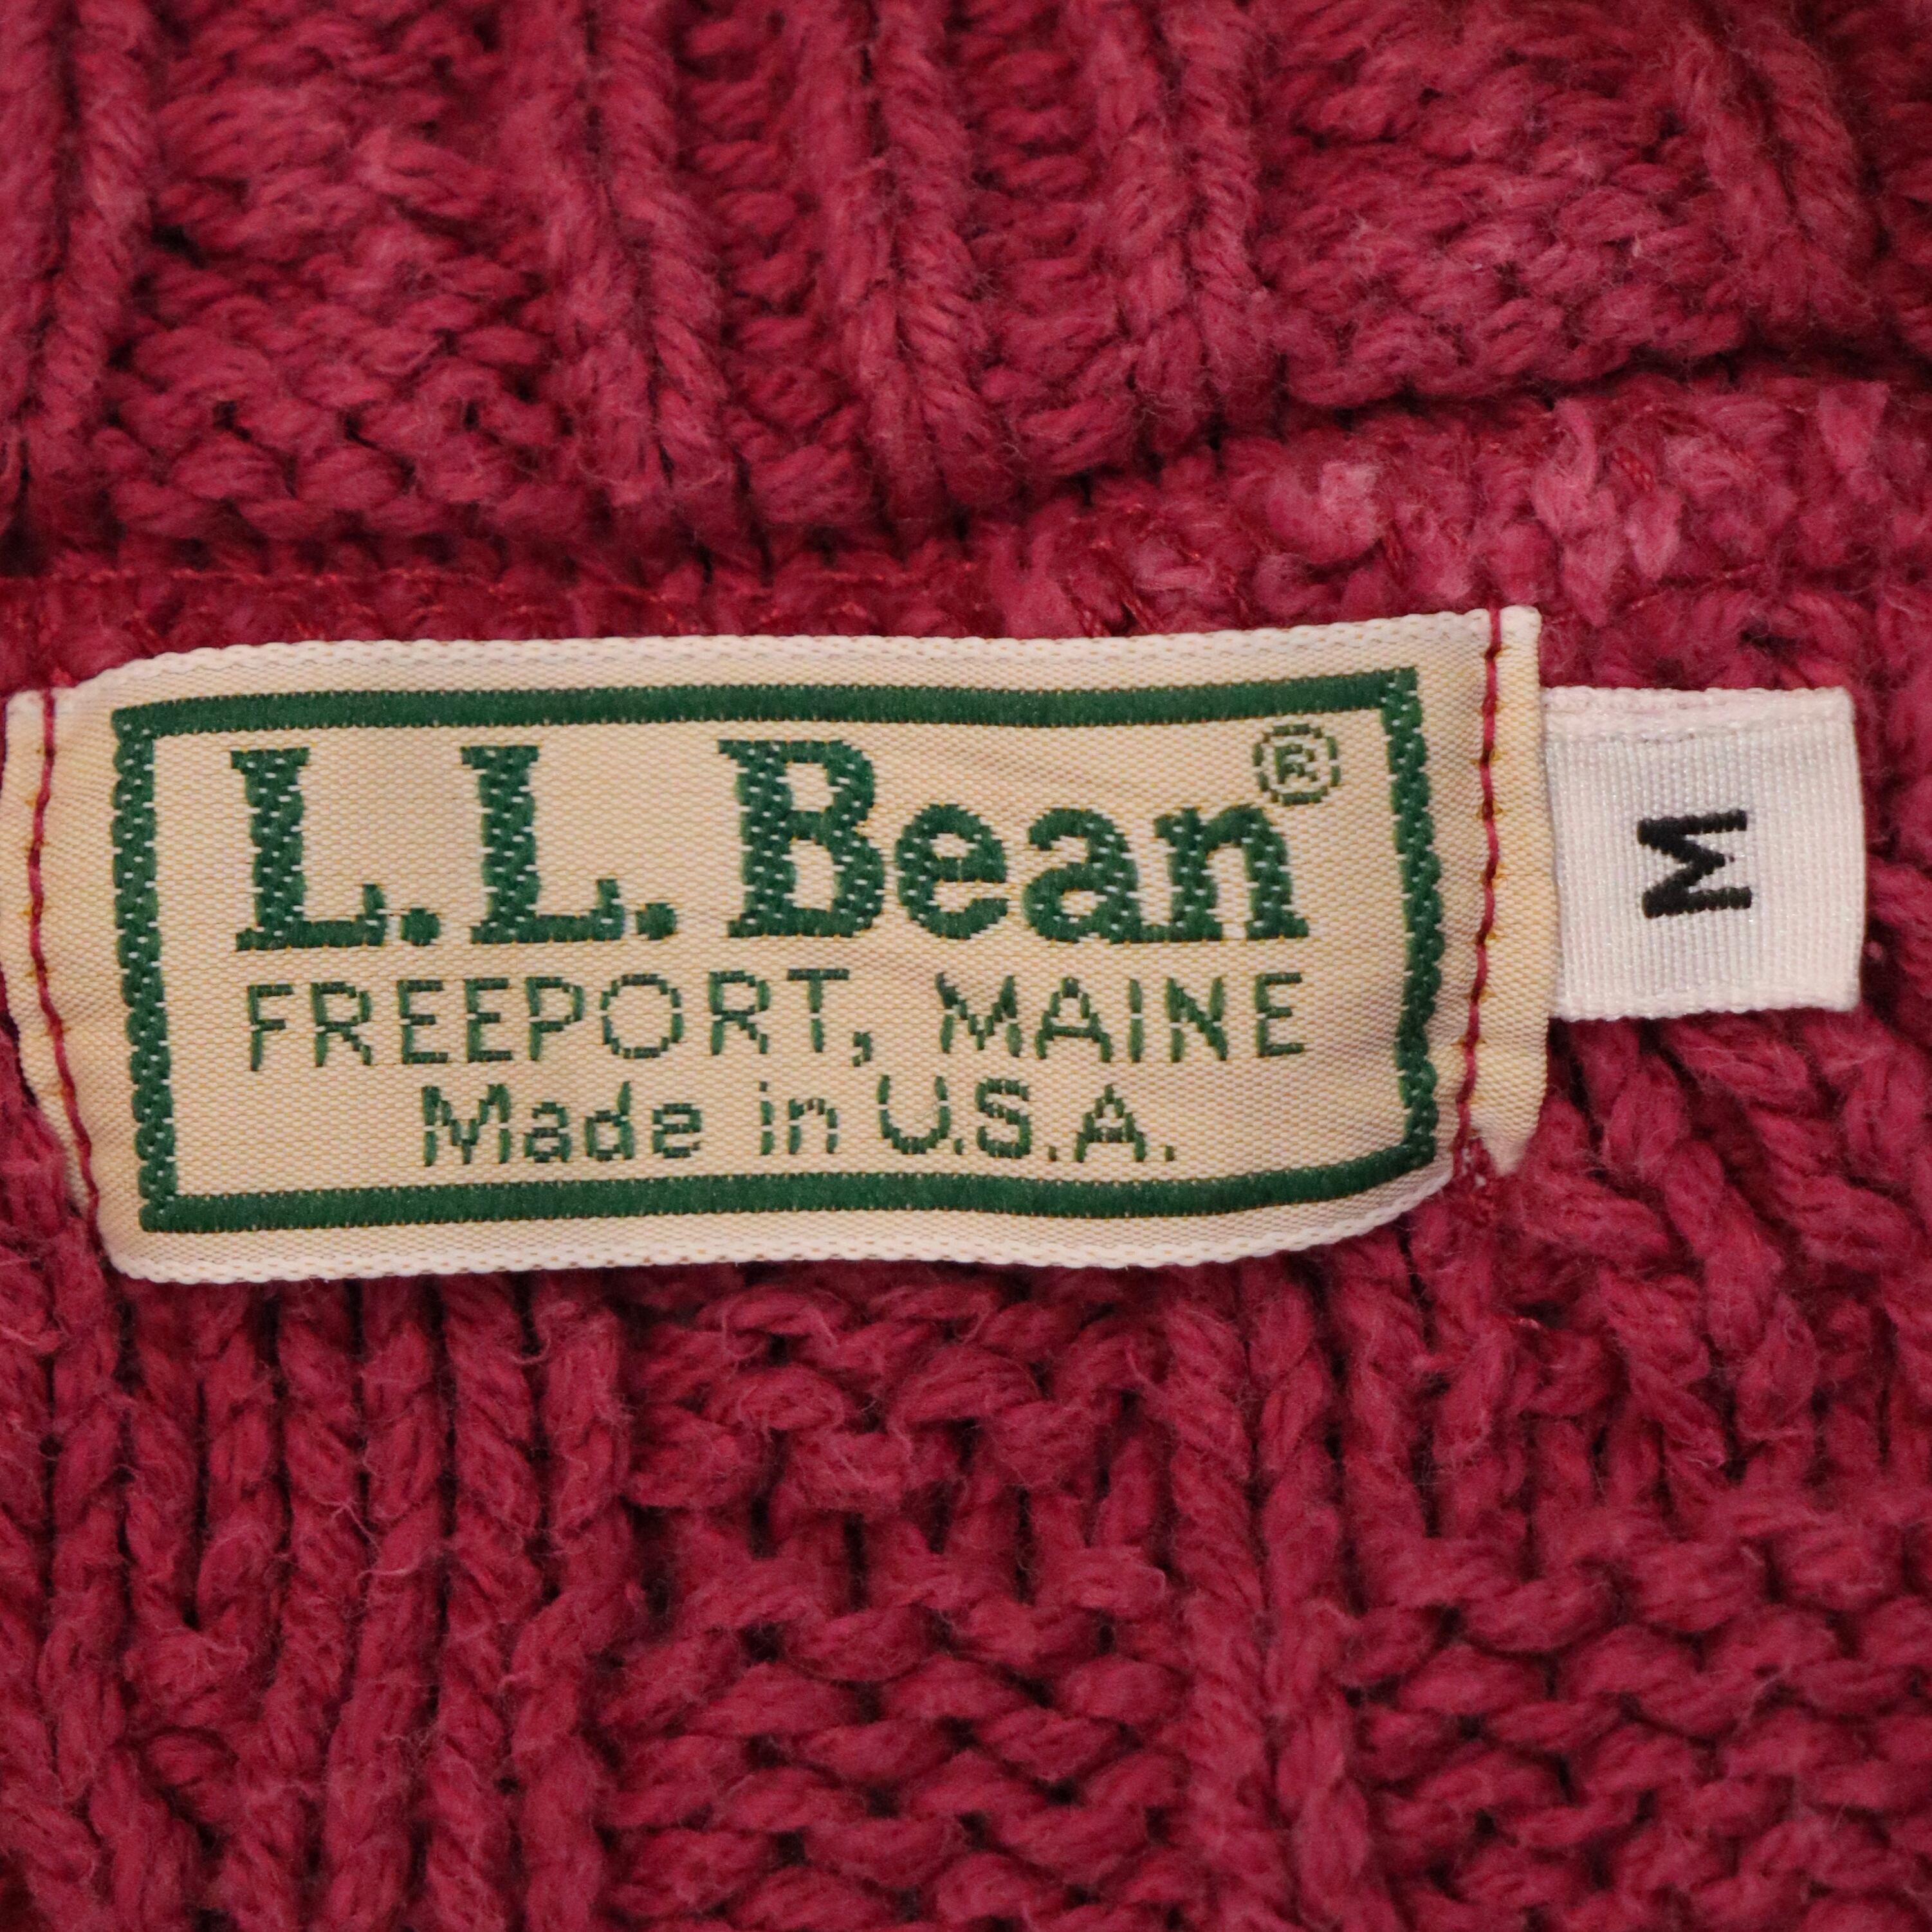 L.L.Bean®
FREEPORT, MAINE
Made in U.S.A.
M